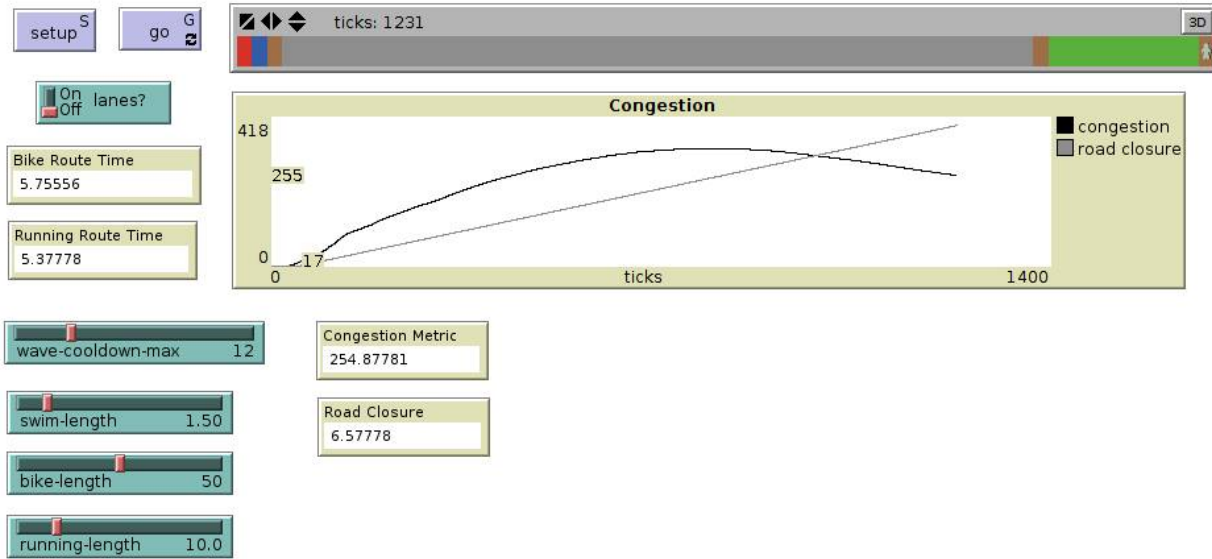 setup S
go G
ticks: 1231
3D
On
Off
lanes?
Bike Route Time
5.75556
Running Route Time
5.37778
Congestion
418
255
0
17
0
ticks
1400
congestion
road closure
wave-cooldown-max 12
swim-length 1.50
bike-length 50
running-length 10.0
Congestion Metric
254.87781
Road Closure
6.57778